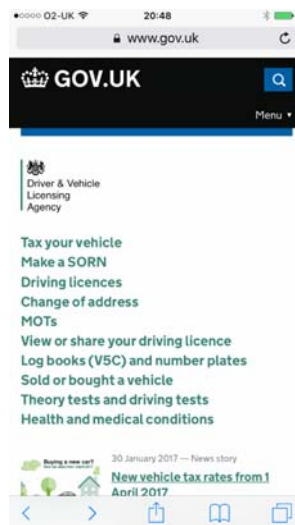 O2-UK 20:48
www.gov.uk
GOV.UK
Menu
Driver & Vehicle
Licensing
Agency
Tax your vehicle
Make a SORN
Driving licences
Change of address
MOTs
View or share your driving licence
Log books (V5C) and number plates
Sold or bought a vehicle
Theory tests and driving tests
Health and medical conditions
Buying a new car?
30 January 2017 — News story
New vehicle tax rates from 1
April 2017